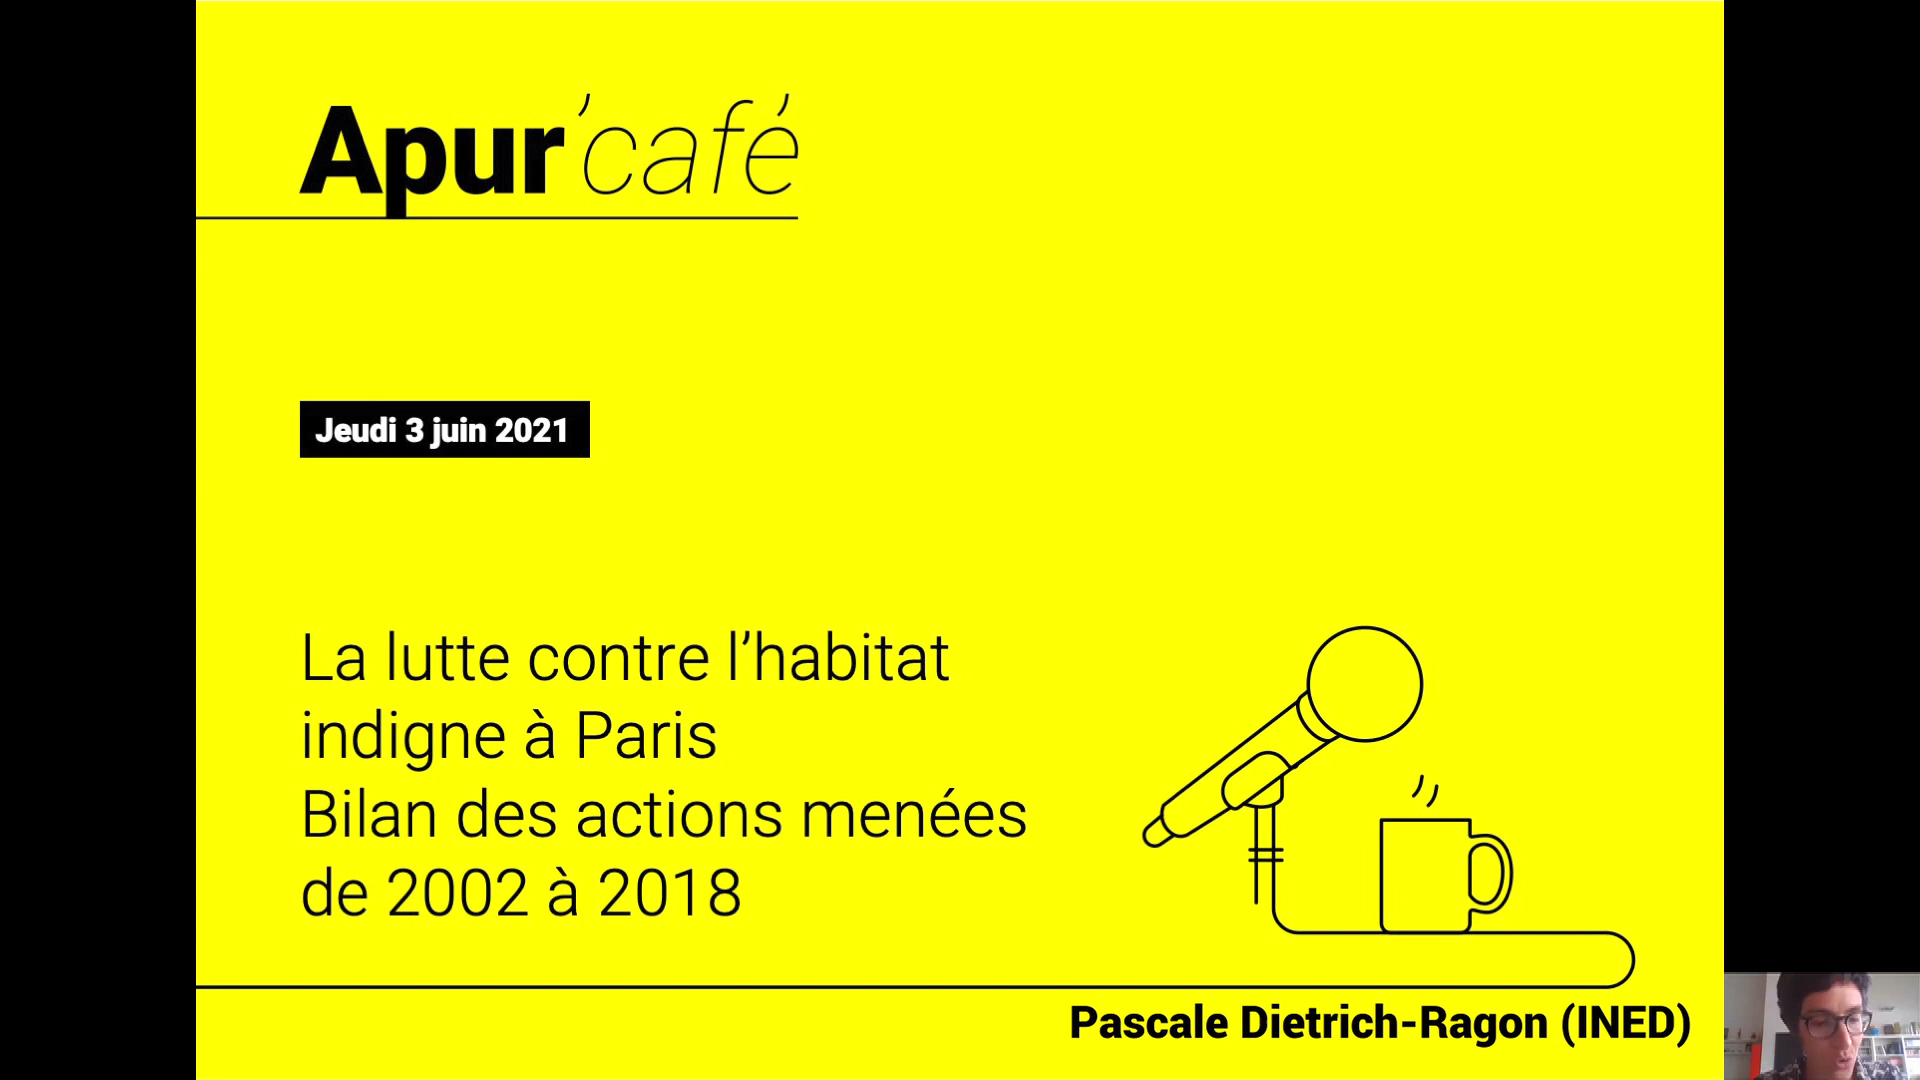 Apur’café
Jeudi 3 juin 2021
La lutte contre l’habitat
indigne à Paris
Bilan des actions menées
de 2002 à 2018
Pascale Dietrich-Ragon (INED)